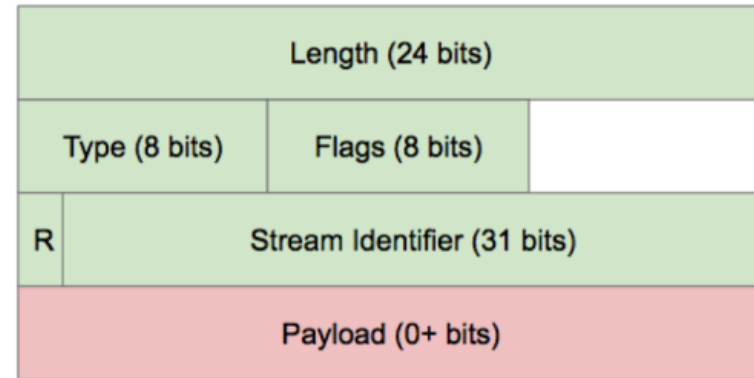 Length (24 bits)
Type (8 bits) Flags (8 bits)
R Stream Identifier (31 bits)
Payload (0+ bits)